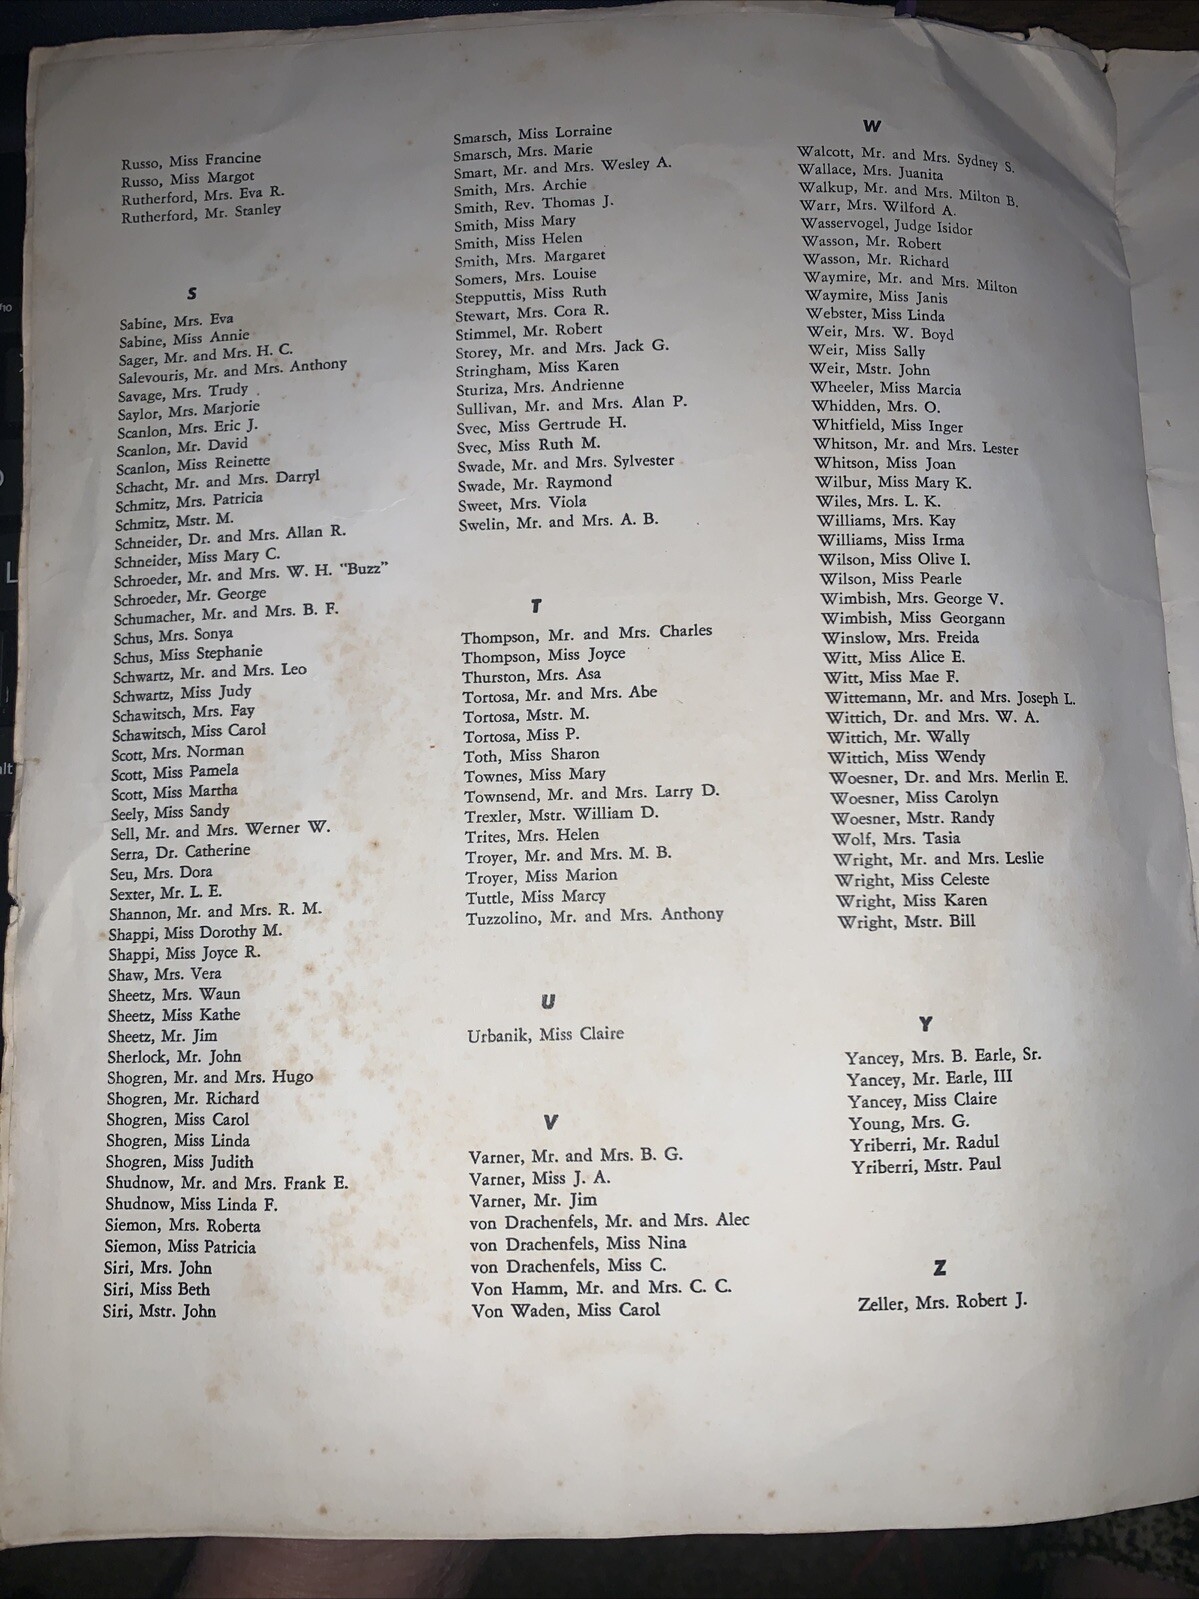 Russo, Miss Francine
Russo, Miss Margot
Rutherford, Mrs. Eva R.
Rutherford, Mr. Stanley
S
Sabine, Mrs. Eva
Sabine, Miss Annie
Sager, Mr. and Mrs. H. C.
Salevouris, Mr. and Mrs. Anthony
Savage, Mrs. Trudy
Saylor, Mrs. Marjorie
Scanlon, Mrs. Eric J.
Scanlon, Mr. David
Scanlon, Miss Reinette
Schacht, Mr. and Mrs. Darryl
Schmitz, Mrs. Patricia
Schmitz, Mstr. M.
Schneider, Dr. and Mrs. Allan R.
Schneider, Miss Mary C.
Schroeder, Mr. and Mrs. W. H. "Buzz"
Schroeder, Mr. George
Schumacher, Mr. and Mrs. B. F.
Schus, Mrs. Sonya
Schus, Miss Stephanie
Schwartz, Mr. and Mrs. Leo
Schwartz, Miss Judy
Schawitsch, Mrs. Fay
Schawitsch, Miss Carol
Scott, Mrs. Norman
Scott, Miss Pamela
Scott, Miss Martha
Seely, Miss Sandy
Sell, Mr. and Mrs. Werner W.
Serra, Dr. Catherine
Seu, Mrs. Dora
Sexter, Mr. L. E.
Shannon, Mr. and Mrs. R. M.
Shappi, Miss Dorothy M.
Shappi, Miss Joyce R.
Shaw, Mrs. Vera
Sheetz, Mrs. Waun
Sheetz, Miss Kathe
Sheetz, Mr. Jim
Sherlock, Mr. John
Shogren, Mr. and Mrs. Hugo
Shogren, Mr. Richard
Shogren, Miss Carol
Shogren, Miss Linda
Shogren, Miss Judith
Shudnow, Mr. and Mrs. Frank E.
Shudnow, Miss Linda F.
Siemon, Mrs. Roberta
Siemon, Miss Patricia
Siri, Mrs. John
Siri, Miss Beth
Siri, Mstr. John
Smarsch, Miss Lorraine
Smarsch, Mrs. Marie
Smart, Mr. and Mrs. Wesley A.
Smith, Mrs. Archie
Smith, Rev. Thomas J.
Smith, Miss Mary
Smith, Miss Helen
Smith, Mrs. Margaret
Somers, Mrs. Louise
Stepputtis, Miss Ruth
Stewart, Mrs. Cora R.
Stimmel, Mr. Robert
Storey, Mr. and Mrs. Jack G.
Stringham, Miss Karen
Sturiza, Mrs. Andrienne
Sullivan, Mr. and Mrs. Alan P.
Svec, Miss Gertrude H.
Svec, Miss Ruth M.
Swade, Mr. and Mrs. Sylvester
Swade, Mr. Raymond
Sweet, Mrs. Viola
Swelin, Mr. and Mrs. A. B.
T
Thompson, Mr. and Mrs. Charles
Thompson, Miss Joyce
Thurston, Mrs. Asa
Tortosa, Mr. and Mrs. Abe
Tortosa, Mstr. M.
Tortosa, Miss P.
Toth, Miss Sharon
Townes, Miss Mary
Townsend, Mr. and Mrs. Larry D.
Trexler, Mstr. William D.
Trites, Mrs. Helen
Troyer, Mr. and Mrs. M. B.
Troyer, Miss Marion
Tuttle, Miss Marcy
Tuzzolino, Mr. and Mrs. Anthony
U
Urbanik, Miss Claire
V
Varner, Mr. and Mrs. B. G.
Varner, Miss J. A.
Varner, Mr. Jim
von Drachenfels, Mr. and Mrs. Alec
von Drachenfels, Miss Nina
von Drachenfels, Miss C.
Von Hamm, Mr. and Mrs. C. C.
Von Waden, Miss Carol
W
Walcott, Mr. and Mrs. Sydney S.
Wallace, Mrs. Juanita
Walkup, Mr. and Mrs. Milton B.
Warr, Mrs. Wilford A.
Wasservogel, Judge Isidor
Wasson, Mr. Robert
Wasson, Mr. Richard
Waymire, Mr. and Mrs. Milton
Waymire, Miss Janis
Webster, Miss Linda
Weir, Mrs. W. Boyd
Weir, Miss Sally
Weir, Mstr. John
Wheeler, Miss Marcia
Whidden, Mrs. O.
Whitfield, Miss Inger
Whitson, Mr. and Mrs. Lester
Whitson, Miss Joan
Wilbur, Miss Mary K.
Wiles, Mrs. L. K.
Williams, Mrs. Kay
Williams, Miss Irma
Wilson, Miss Olive I.
Wilson, Miss Pearle
Wimbish, Mrs. George V.
Wimbish, Miss Georgann
Winslow, Mrs. Freida
Witt, Miss Alice E.
Witt, Miss Mae F.
Wittemann, Mr. and Mrs. Joseph L.
Wittich, Dr. and Mrs. W. A.
Wittich, Mr. Wally
Wittich, Miss Wendy
Woesner, Dr. and Mrs. Merlin E.
Woesner, Miss Carolyn
Woesner, Mstr. Randy
Wolf, Mrs. Tasia
Wright, Mr. and Mrs. Leslie
Wright, Miss Celeste
Wright, Miss Karen
Wright, Mstr. Bill
Y
Yancey, Mrs. B. Earle, Sr.
Yancey, Mr. Earle, III
Yancey, Miss Claire
Young, Mrs. G.
Yriberri, Mr. Radul
Yriberri, Mstr. Paul
Z
Zeller, Mrs. Robert J.